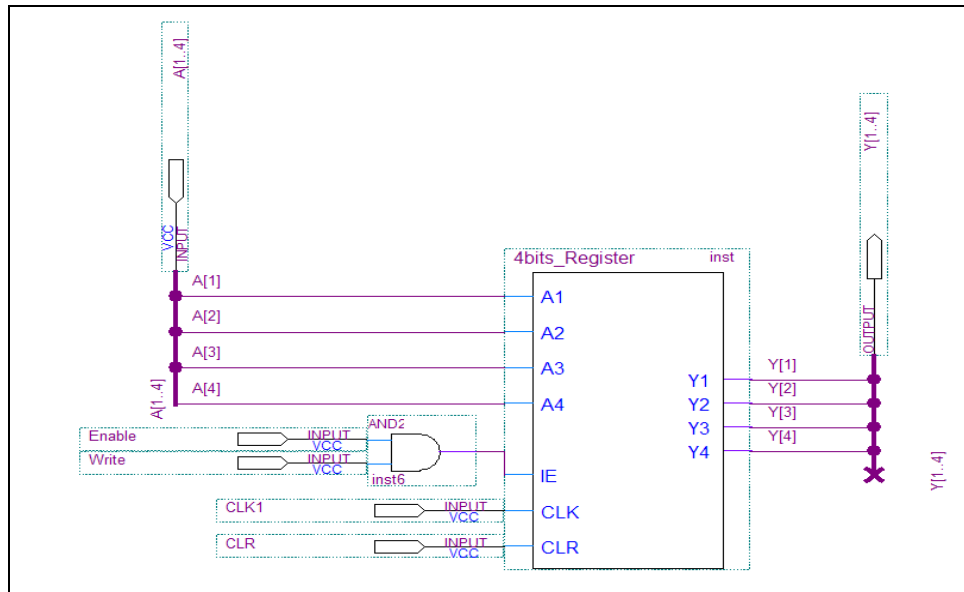 A[1..4]
VCC
INPUT
A[1]
A[2]
A[3]
A[4]
A[1..4]
Enable
INPUT
VCC
Write
INPUT
VCC
AND2
inst6
CLK1
INPUT
VCC
CLR
INPUT
VCC
4bits_Register
inst
A1
A2
A3
A4
IE
CLK
CLR
Y1
Y2
Y3
Y4
Y[1]
Y[2]
Y[3]
Y[4]
Y[1..4]
OUTPUT
Y[1..4]